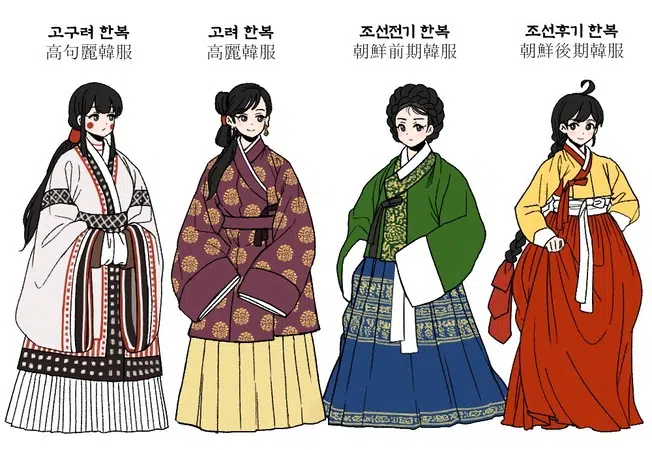 고구려 한복
高句麗韓服
고려 한복
高麗韓服
조선전기 한복
朝鮮前期韓服
조선후기 한복
朝鮮後期韓服